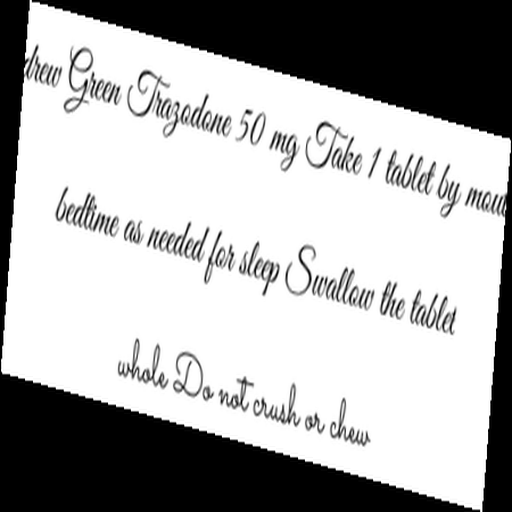 drew Green Trazodone 50 mg Take 1 tablet by mou
bedtime as needed for sleep Swallow the tablet
whole Do not crush or chew